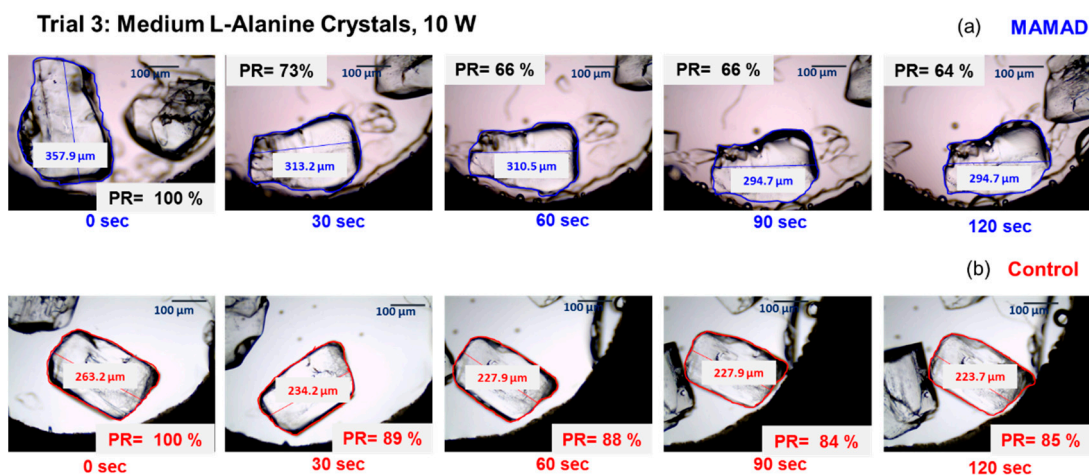 Trial 3: Medium L-Alanine Crystals, 10 W
(a) MAMAD
100 µm
357.9 µm
PR= 100 %
0 sec
PR= 73%
100 µm
313.2 µm
30 sec
PR= 66 %
100 µm
310.5 µm
60 sec
PR= 66 %
100 µm
294.7 µm
90 sec
PR= 64 %
100 µm
294.7 µm
120 sec
(b) Control
100 µm
263.2 µm
PR= 100 %
0 sec
100 µm
234.2 µm
PR= 89 %
30 sec
100 µm
227.9 µm
PR= 88 %
60 sec
100 µm
227.9 µm
PR= 84 %
90 sec
100 µm
223.7 µm
PR= 85 %
120 sec